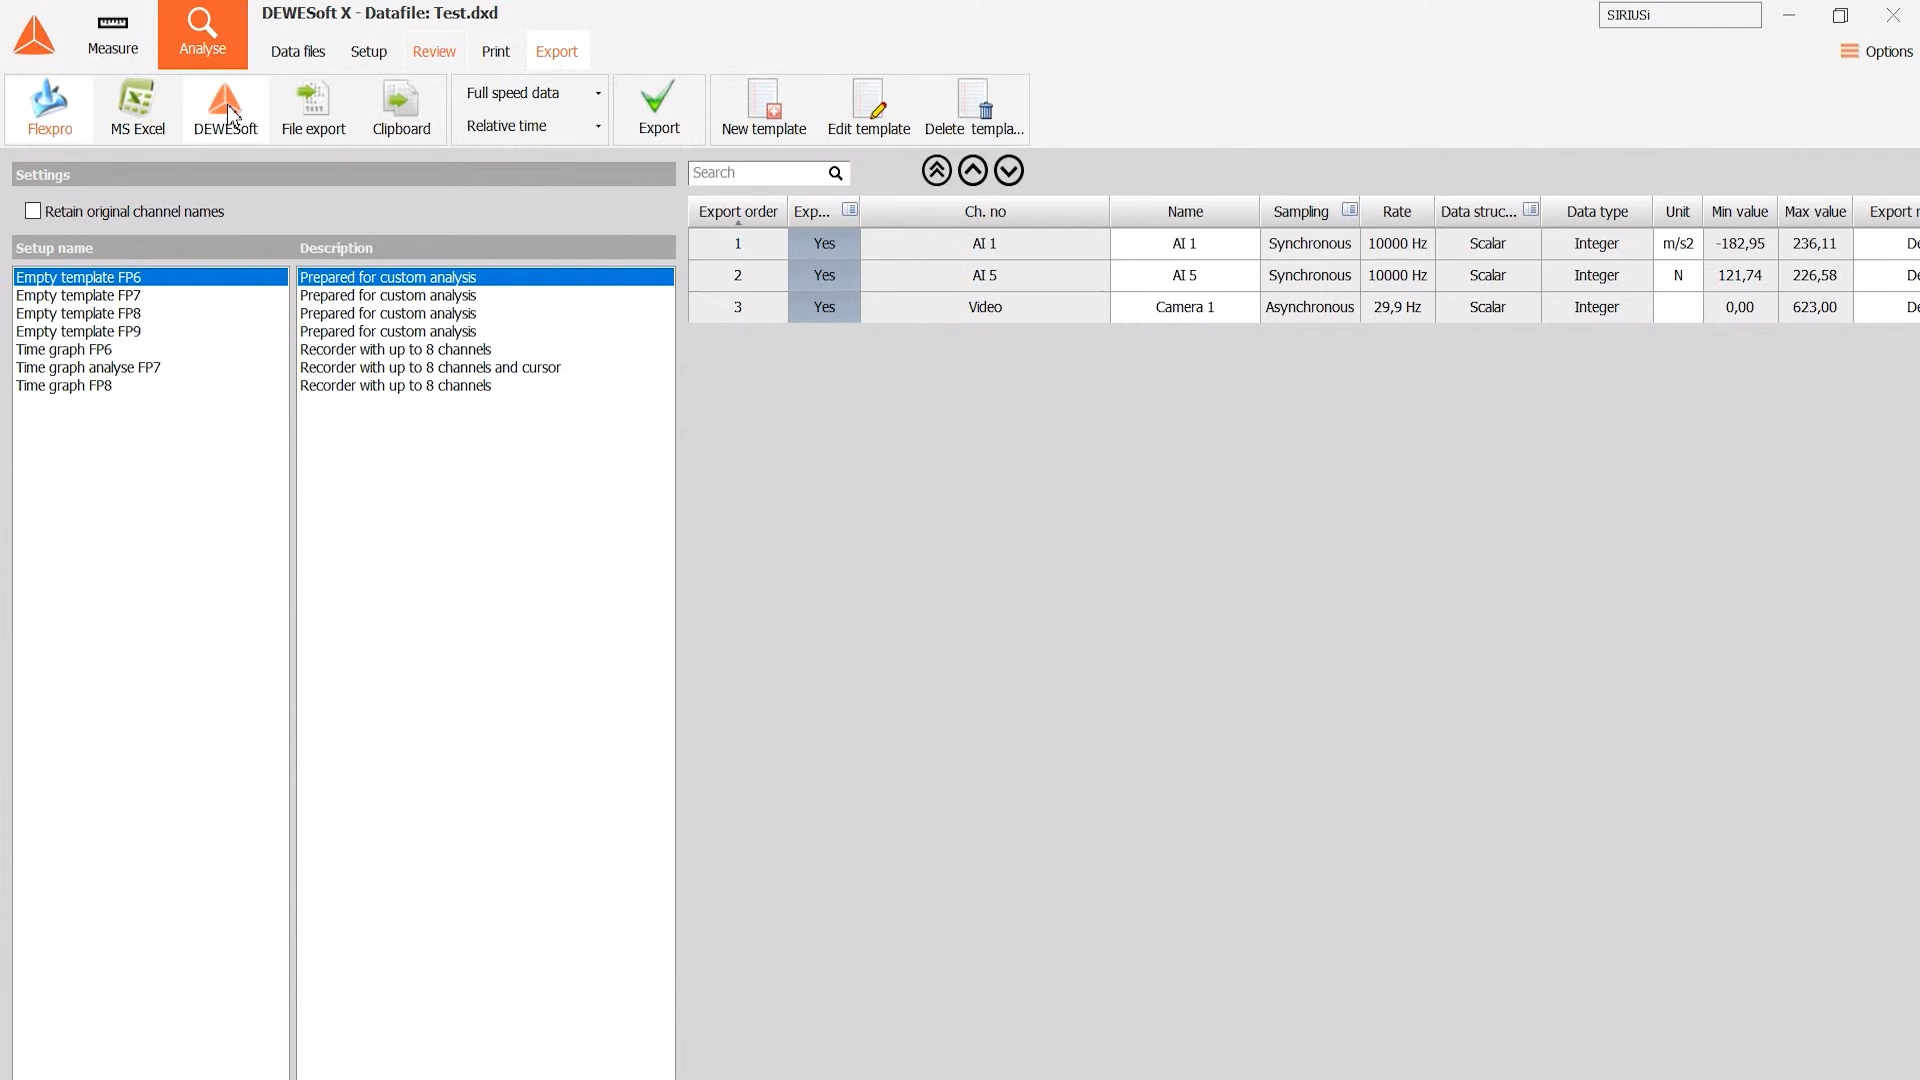 DEWESoft X - Datafile: Test.dxd
SIRIUSi
Measure
Analyse
Data files Setup Review Print Export
Options
Flexpro MS Excel DEWESoft File export Clipboard
Full speed data
Relative time
Export
New template Edit template Delete templa...
Settings
Retain original channel names
Setup name Description
Empty template FP6 Prepared for custom analysis
Empty template FP7 Prepared for custom analysis
Empty template FP8 Prepared for custom analysis
Empty template FP9 Prepared for custom analysis
Time graph FP6 Recorder with up to 8 channels
Time graph analyse FP7 Recorder with up to 8 channels and cursor
Time graph FP8 Recorder with up to 8 channels
Search
Export order Exp... Ch. no Name Sampling Rate Data struc... Data type Unit Min value Max value Export
1 Yes AI 1 AI 1 Synchronous 10000 Hz Scalar Integer m/s2 -182,95 236,11
2 Yes AI 5 AI 5 Synchronous 10000 Hz Scalar Integer N 121,74 226,58
3 Yes Video Camera 1 Asynchronous 29,9 Hz Scalar Integer 0,00 623,00